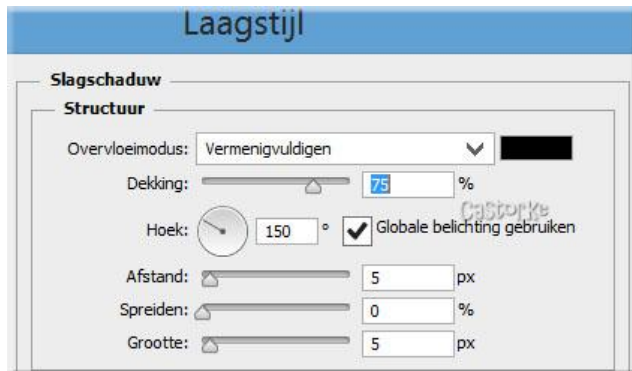 Laagstijl
Slagschaduw
Structuur
Overvloeimodus: Vermenigvuldigen
Dekking: 75 %
Castorke
Hoek: 150 ° Globale belichting gebruiken
Afstand: 5 px
Spreiden: 0 %
Grootte: 5 px